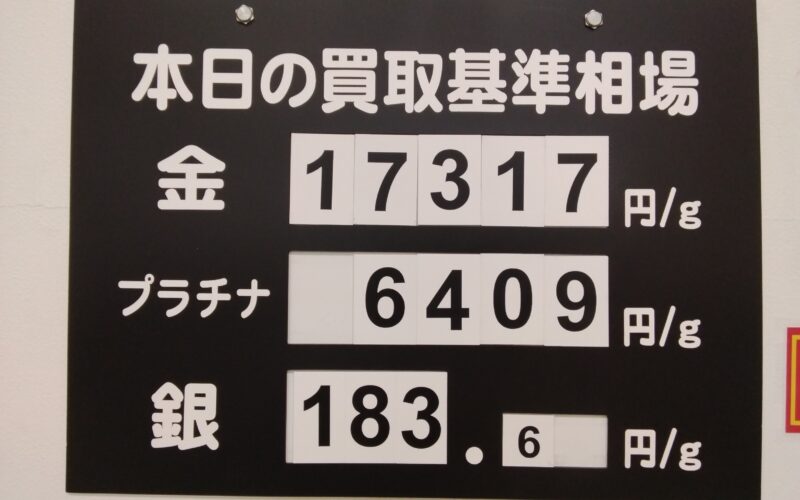 本日の買取基準相場
金 17317 円/g
プラチナ 6409 円/g
銀 183.6 円/g